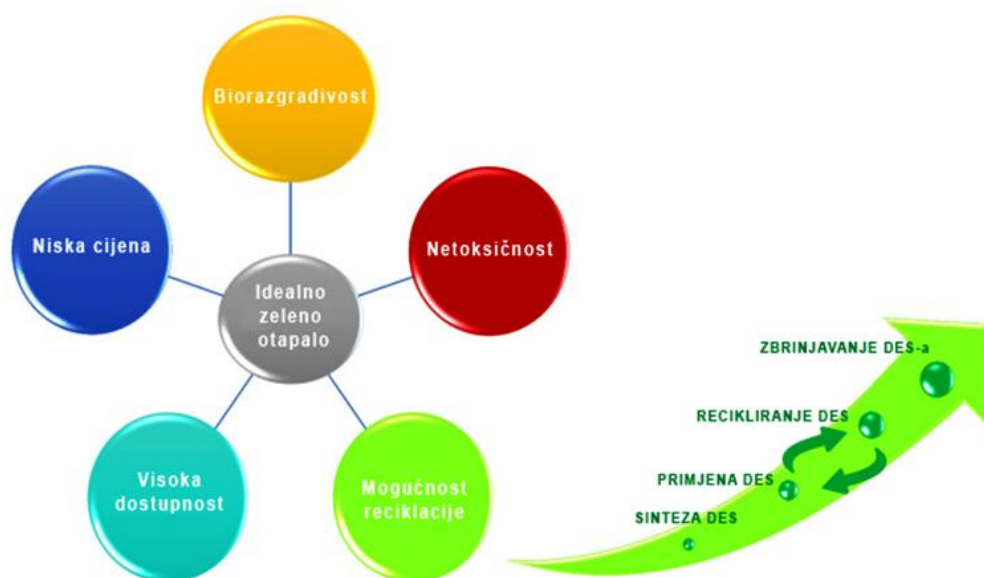 Biorazgradivost
Niska cijena
Netoksičnost
Idealno
zeleno
otapalo
Visoka
dostupnost
Mogućnost
reciklacije
ZBRINJAVANJE DES-a
RECIKLIRANJE DES
PRIMJENA DES
SINTEZA DES